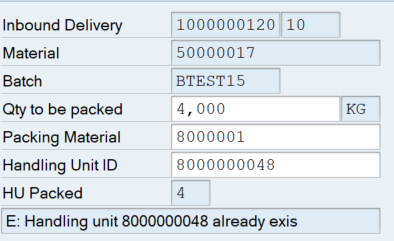 Inbound Delivery 1000000120 10
Material 50000017
Batch BTEST15
Qty to be packed 4,000 KG
Packing Material 8000001
Handling Unit ID 8000000048
HU Packed 4
E: Handling unit 8000000048 already exis